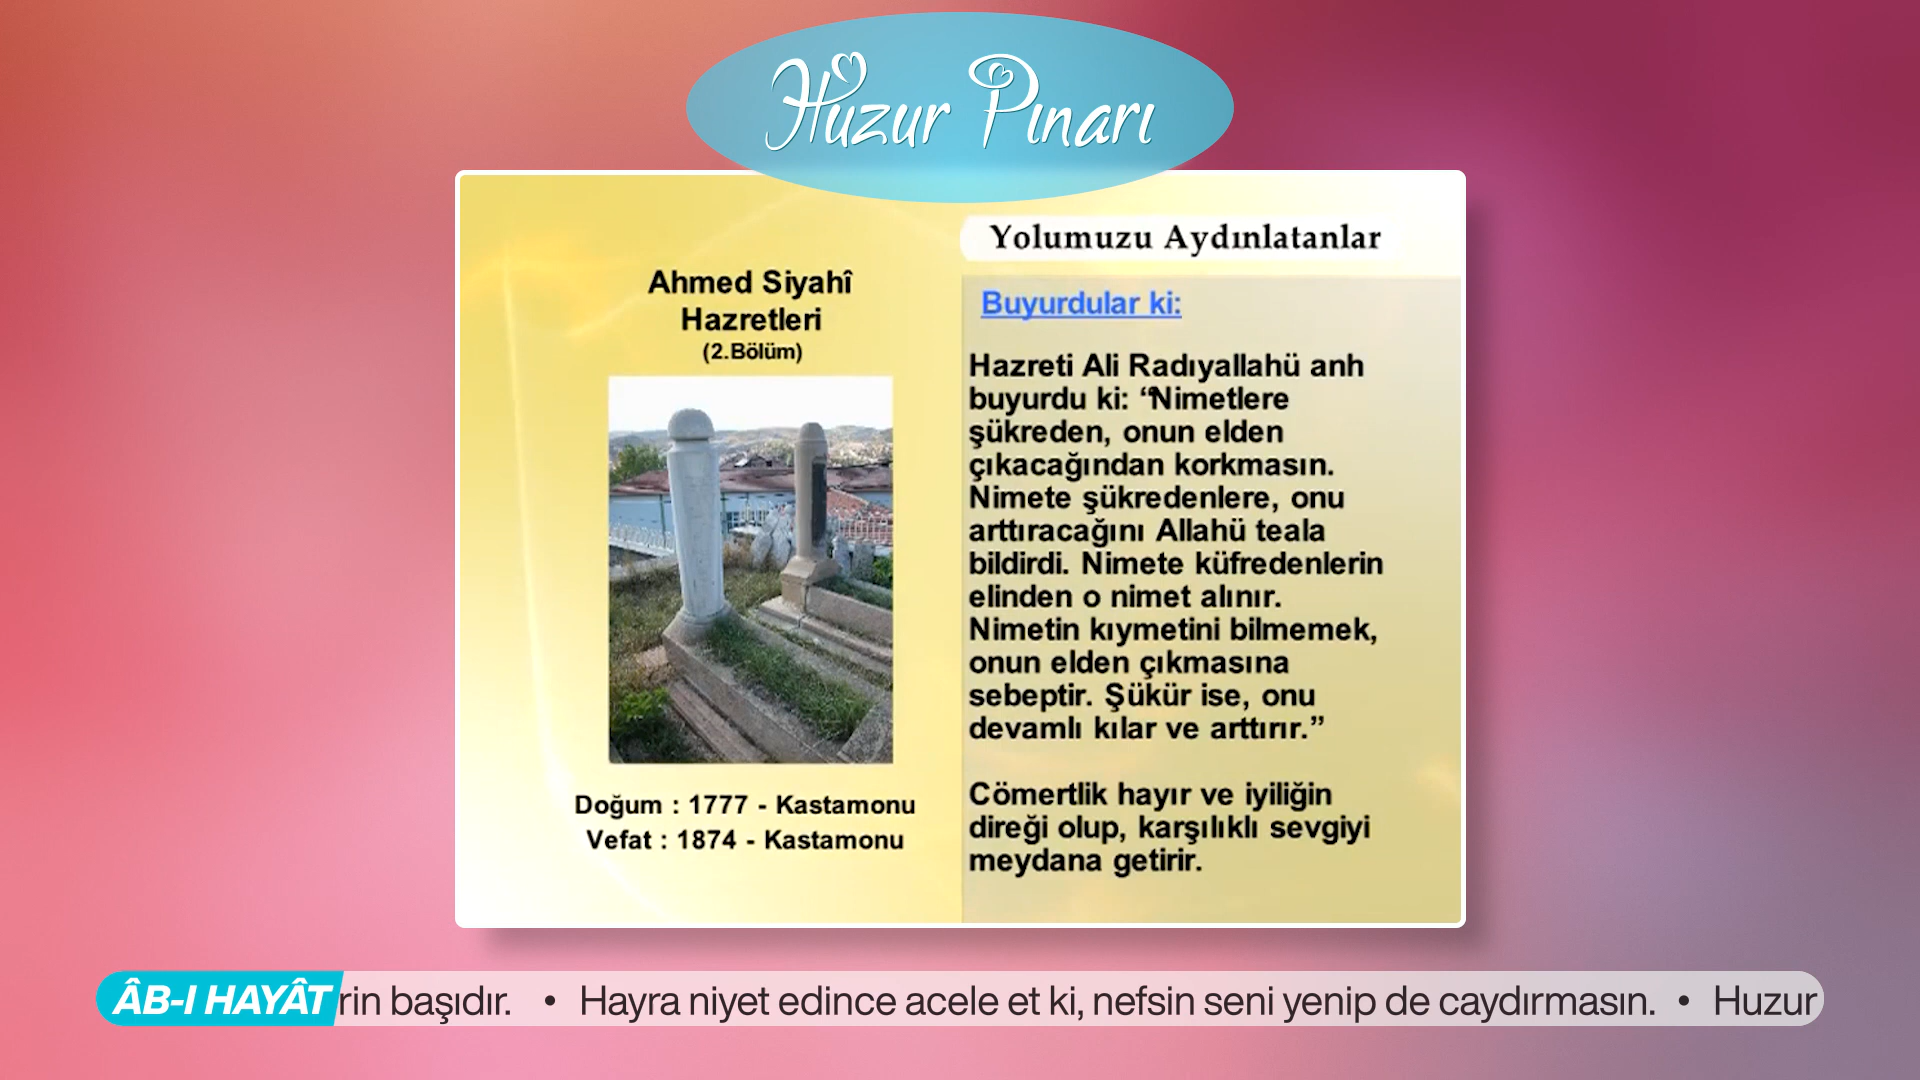 Huzur Pınarı
Yolumuzu Aydınlatanlar
Ahmed Siyahî
Hazretleri
(2.Bölüm)
Doğum : 1777 - Kastamonu
Vefat : 1874 - Kastamonu
Buyurdular ki:
Hazreti Ali Radıyallahü anh
buyurdu ki: “Nimetlere
şükreden, onun elden
çıkacağından korkmasın.
Nimete şükredenlere, onu
arttıracağını Allahü teala
bildirdi. Nimete küfredenlerin
elinden o nimet alınır.
Nimetin kıymetini bilmemek,
onun elden çıkmasına
sebeptir. Şükür ise, onu
devamlı kılar ve arttırır.”
Cömertlik hayır ve iyiliğin
direği olup, karşılıklı sevgiyi
meydana getirir.
ÂB-I HAYÂT rin başıdır. • Hayra niyet edince acele et ki, nefsin seni yenip de caydırmasın. • Huzur